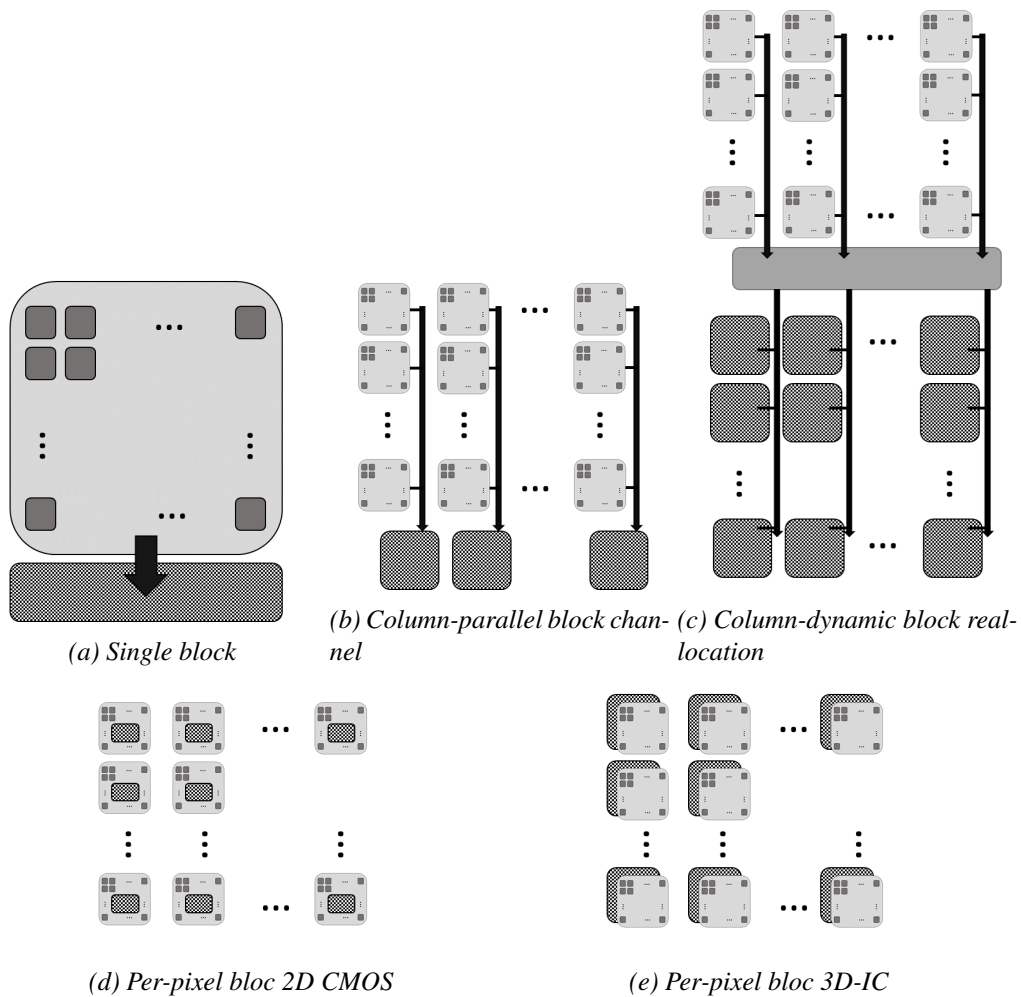 (a) Single block
(b) Column-parallel block chan-
nel
(c) Column-dynamic block real-
location
(d) Per-pixel bloc 2D CMOS
(e) Per-pixel bloc 3D-IC